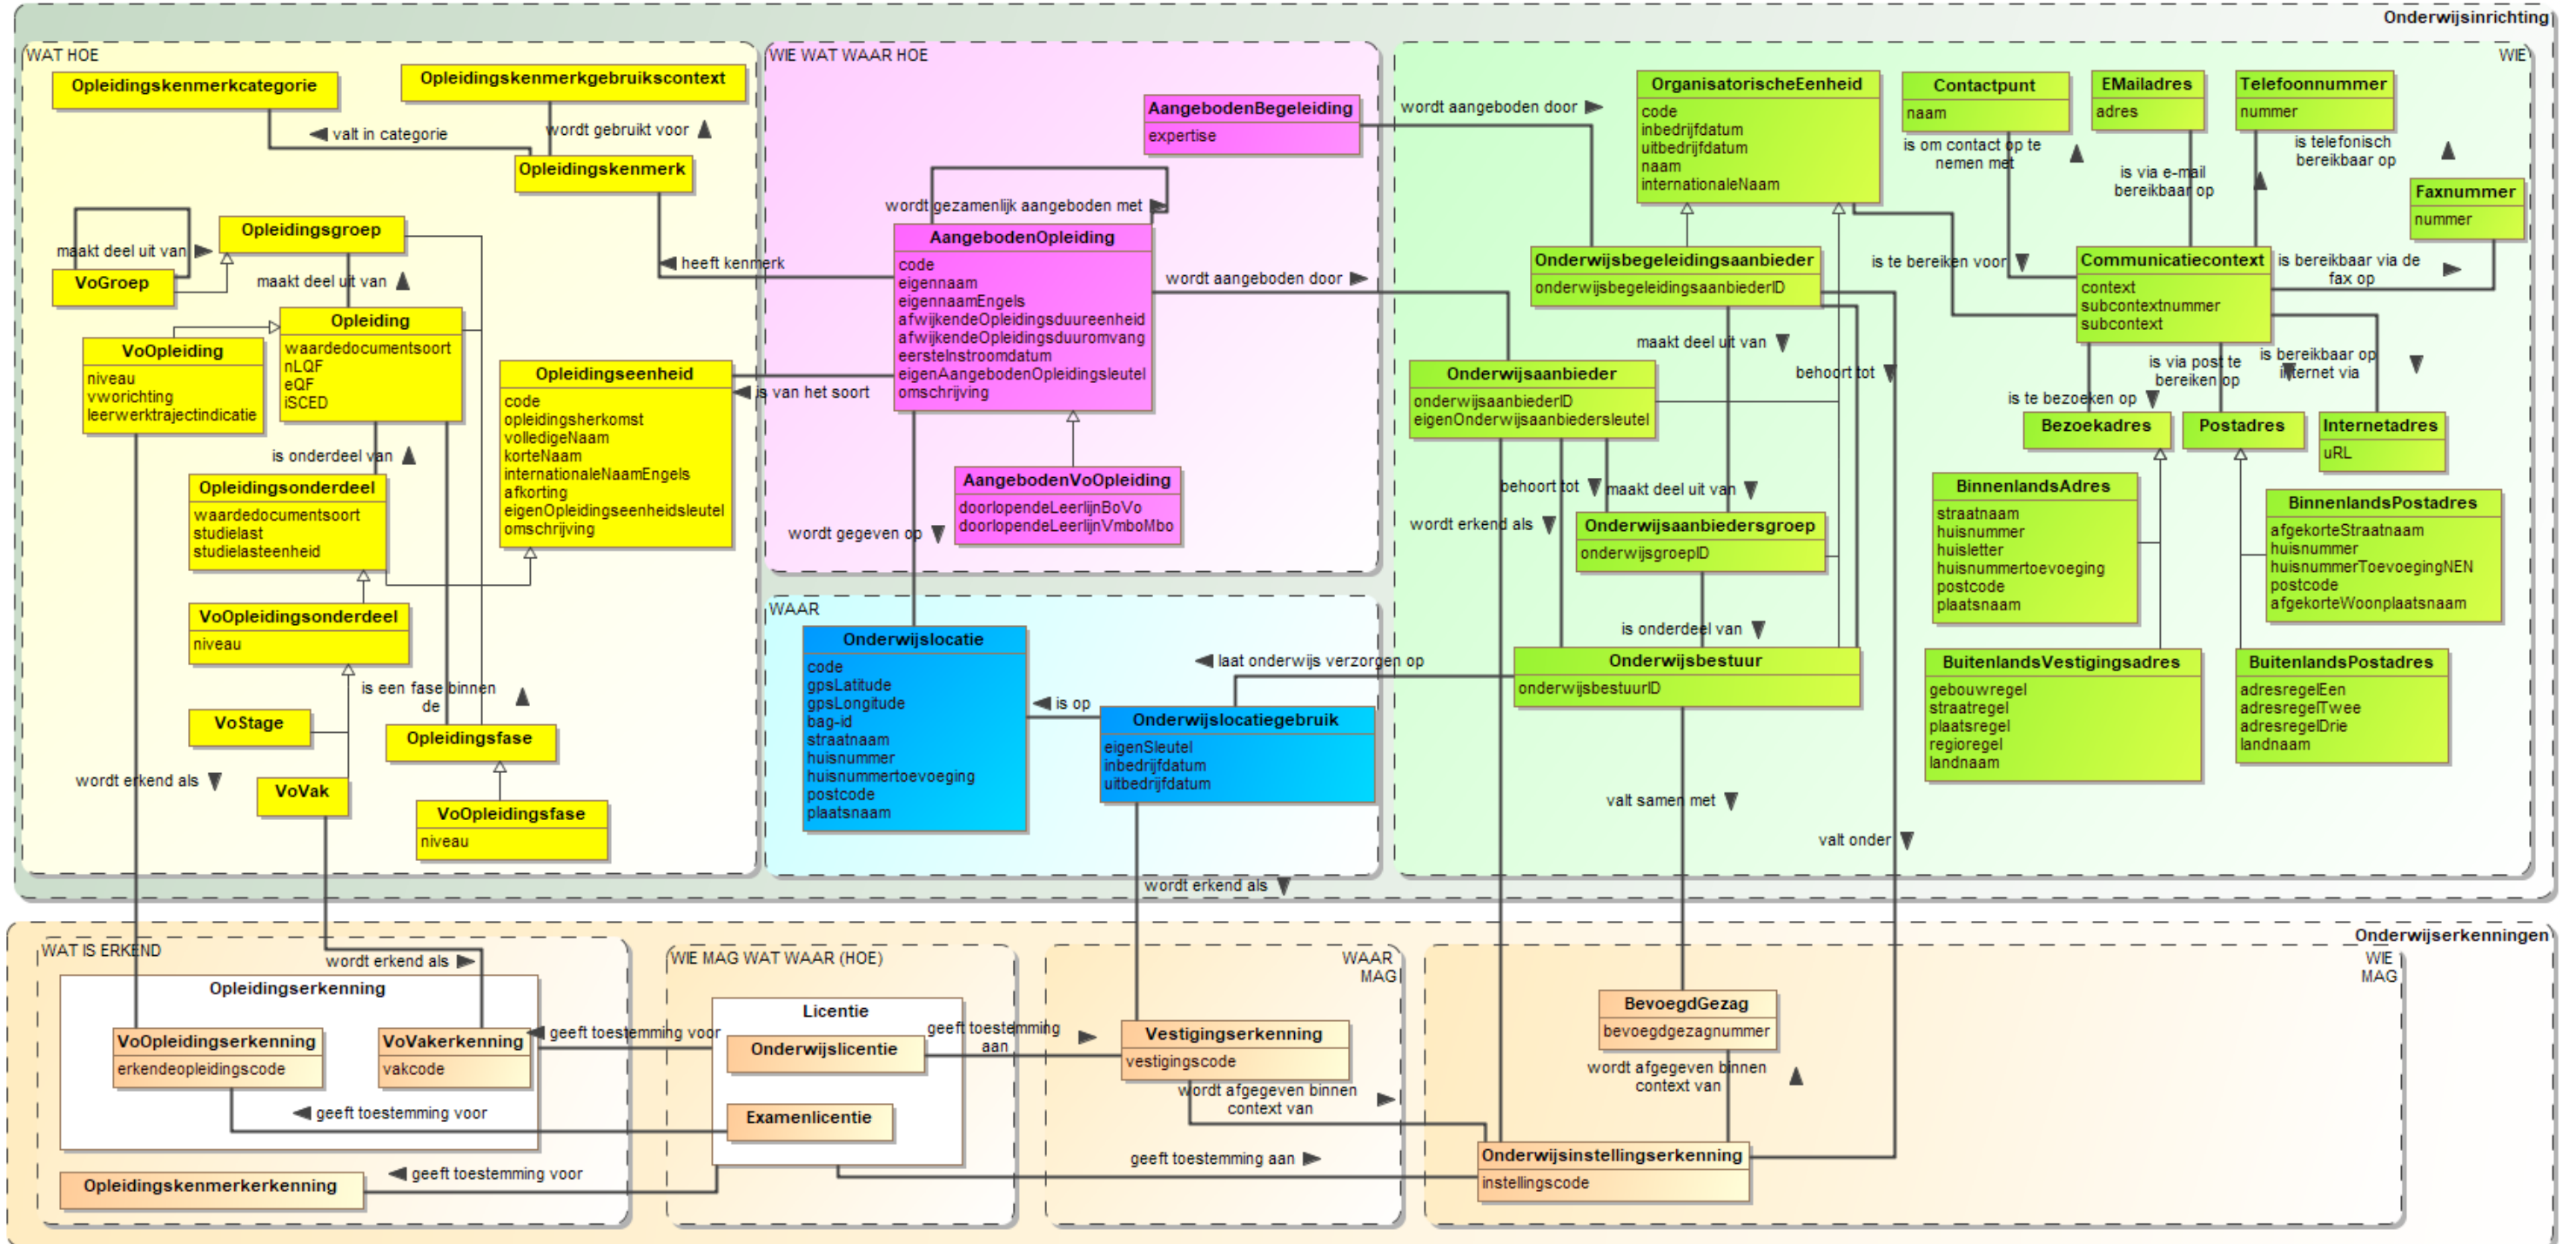 Onderwijsinrichting
WAT HOE
Opleidingskenmerkcategorie
Opleidingskenmerkgebruikscontext
valt in categorie
wordt gebruikt voor
Opleidingskenmerk
Opleidingsgroep
maakt deel uit van
VoGroep
maakt deel uit van
Opleiding
waardedocumentsoort
nLQF
eQF
iSCED
VoOpleiding
niveau
vworichting
leerwerktrajectindicatie
Opleidingseenheid
code
opleidingsherkomst
volledigeNaam
korteNaam
internationaleNaamEngels
afkorting
eigenOpleidingseenheidsleutel
omschrijving
is onderdeel van
Opleidingsonderdeel
waardedocumentsoort
studielast
studielasteenheid
VoOpleidingsonderdeel
niveau
is een fase binnen
de
VoStage
Opleidingsfase
wordt erkend als
VoVak
VoOpleidingsfase
niveau
WIE WAT WAAR HOE
AangebodenBegeleiding
expertise
wordt gezamenlijk aangeboden met
AangebodenOpleiding
code
eigennaam
eigennaamEngels
afwijkendeOpleidingsduureenheid
afwijkendeOpleidingsduuromvang
eersteInstroomdatum
eigenAangebodenOpleidingsleutel
omschrijving
heeft kenmerk
wordt aangeboden door
is van het soort
AangebodenVoOpleiding
doorlopendeLeerlijnBoVo
doorlopendeLeerlijnVmboMbo
wordt gegeven op
WAAR
Onderwijslocatie
code
gpsLatitude
gpsLongitude
bag-id
straatnaam
huisnummer
huisnummertoevoeging
postcode
plaatsnaam
is op
Onderwijslocatiegebruik
eigenSleutel
inbedrijfdatum
uitbedrijfdatum
laat onderwijs verzorgen op
wordt erkend als
WIE
wordt aangeboden door
OrganisatorischeEenheid
code
inbedrijfdatum
uitbedrijfdatum
naam
internationaleNaam
Contactpunt
naam
EMailadres
adres
Telefoonnummer
nummer
is om contact op te
nemen met
is via e-mail
bereikbaar op
is telefonisch
bereikbaar op
Faxnummer
nummer
Onderwijsbegeleidingsaanbieder
onderwijsbegeleidingsaanbiederID
is te bereiken voor
Communicatiecontext
context
subcontextnummer
subcontext
is bereikbaar via de
fax op
maakt deel uit van
behoort tot
is via post te
bereiken op
is bereikbaar op
internet via
is te bezoeken op
Onderwijsaanbieder
onderwijsaanbiederID
eigenOnderwijsaanbiedersleutel
Bezoekadres
Postadres
Internetadres
uRL
behoort tot
maakt deel uit van
wordt erkend als
Onderwijsaanbiedersgroep
onderwijsgroepID
BinnenlandsAdres
straatnaam
huisnummer
huisletter
huisnummertoevoeging
postcode
plaatsnaam
BinnenlandsPostadres
afgekorteStraatnaam
huisnummer
huisnummerToevoegingNEN
postcode
afgekorteWoonplaatsnaam
is onderdeel van
Onderwijsbestuur
onderwijsbestuurID
BuitenlandsVestigingsadres
gebouwregel
straatregel
plaatsregel
regioregel
landnaam
BuitenlandsPostadres
adresregelEen
adresregelTwee
adresregelDrie
landnaam
valt samen met
valt onder
Onderwijserkenningen
WAT IS ERKEND
wordt erkend als
Opleidingserkenning
VoOpleidingserkenning
erkendeopleidingscode
VoVakerkenning
vakcode
geeft toestemming voor
geeft toestemming voor
Opleidingskenmerkerkenning
geeft toestemming voor
WIE MAG WAT WAAR (HOE)
Licentie
Onderwijslicentie
Examenlicentie
geeft toestemming
aan
WAAR
MAG
Vestigingserkenning
vestigingscode
wordt afgegeven binnen
context van
geeft toestemming aan
WIE
MAG
BevoegdGezag
bevoegdgezagnummer
wordt afgegeven binnen
context van
Onderwijsinstellingserkenning
instellingscode